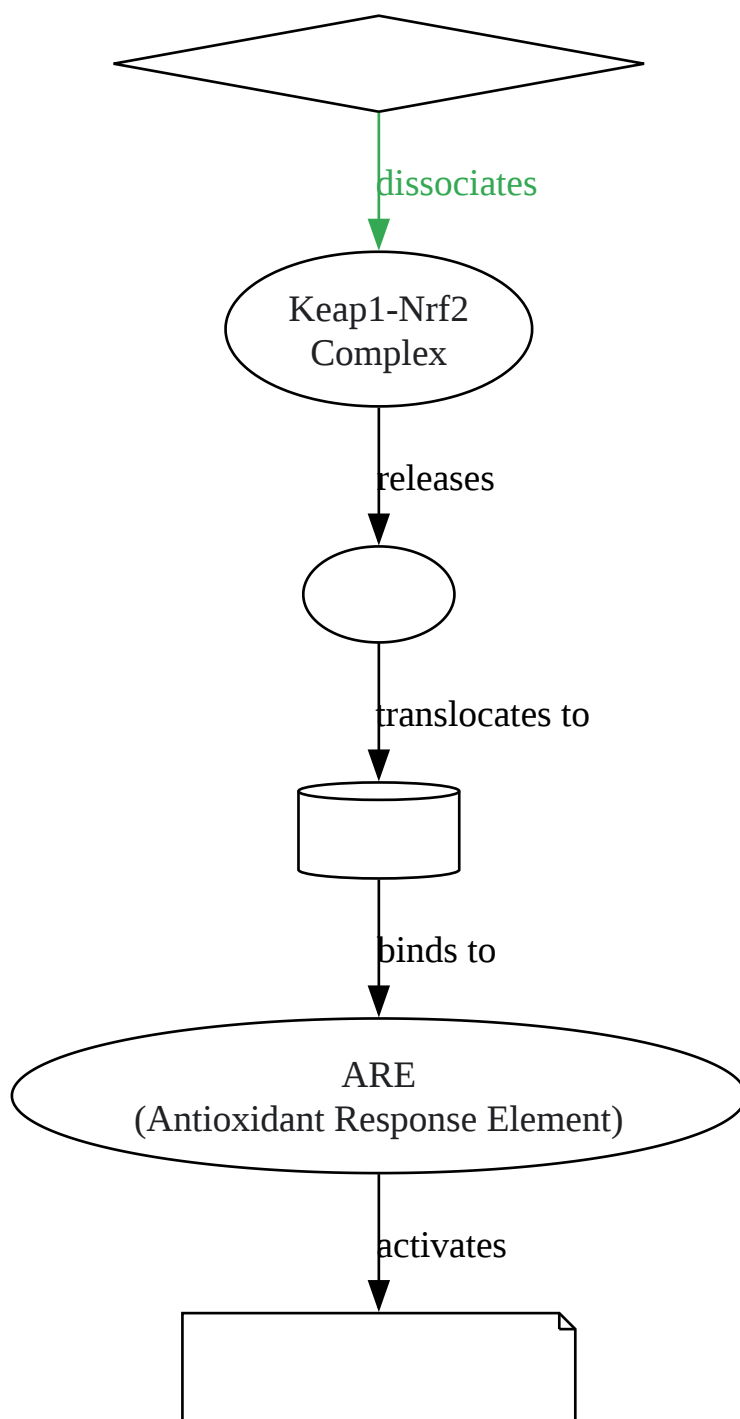 dissociates
Keap1-Nrf2
Complex
releases
translocates to
binds to
ARE
(Antioxidant Response Element)
activates